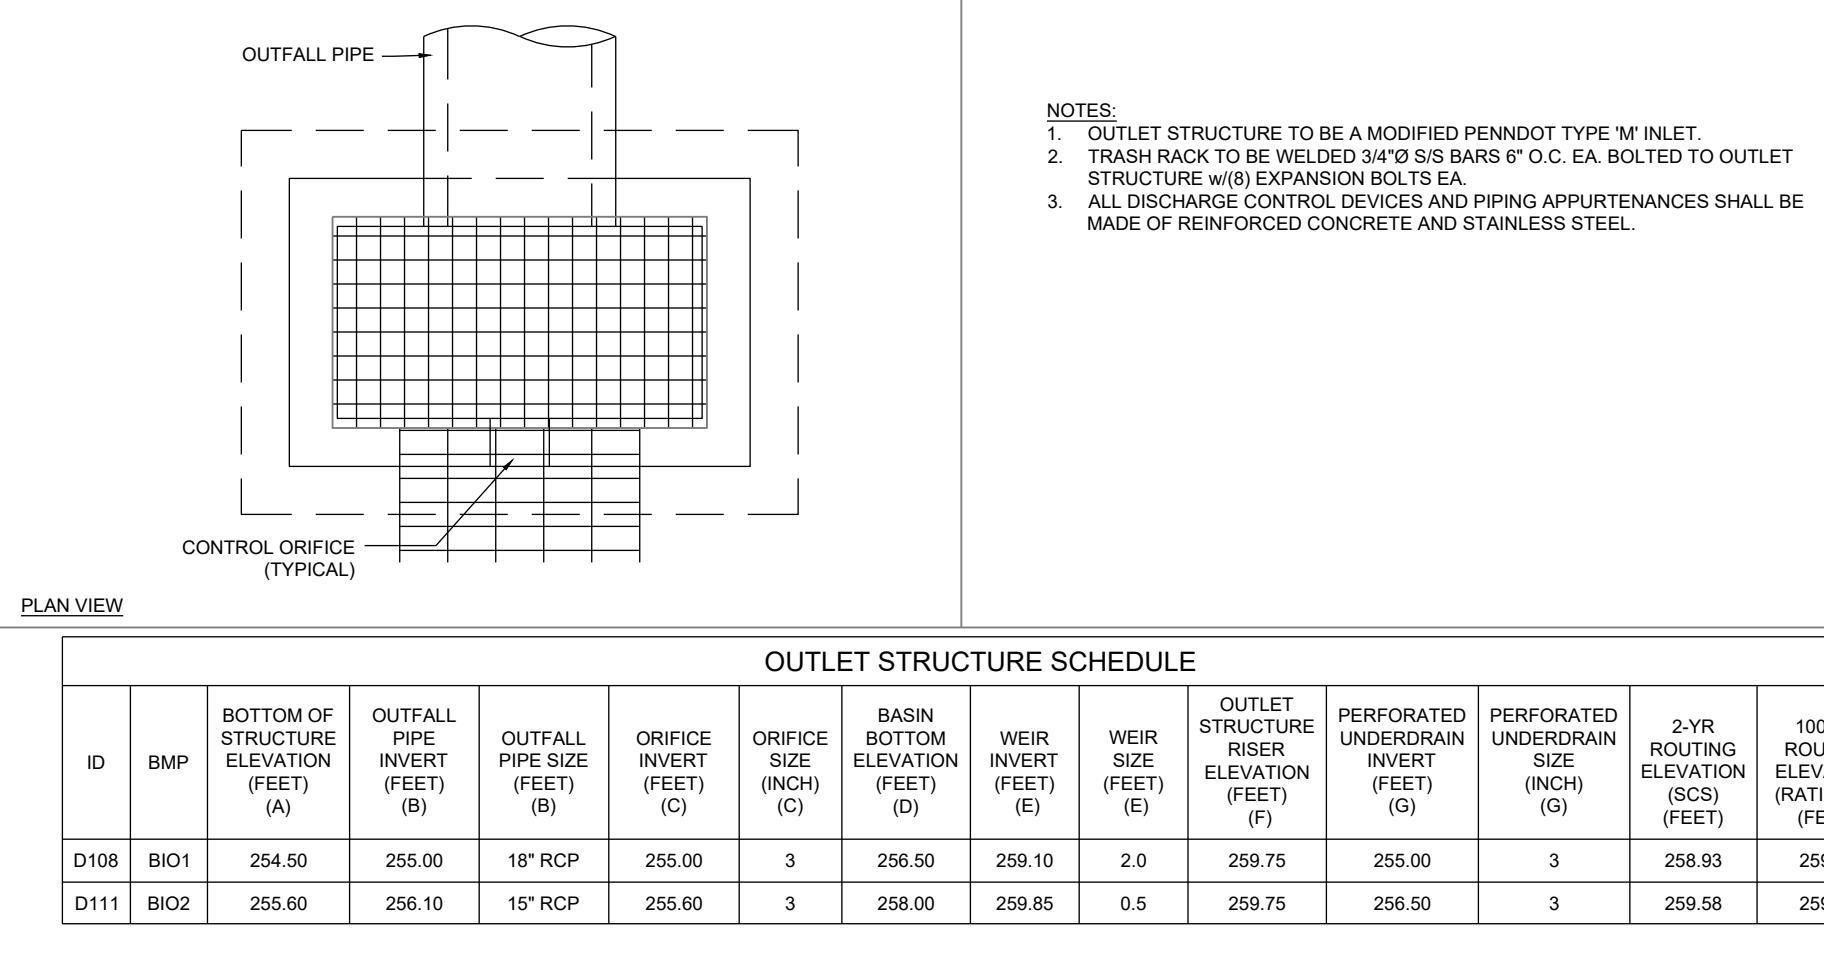 OUTFALL PIPE
CONTROL ORIFICE
(TYPICAL)
PLAN VIEW
NOTES:
1. OUTLET STRUCTURE TO BE A MODIFIED PENNDOT TYPE 'M' INLET.
2. TRASH RACK TO BE WELDED 3/4"Ø S/S BARS 6" O.C. EA. BOLTED TO OUTLET
STRUCTURE w/(8) EXPANSION BOLTS EA.
3. ALL DISCHARGE CONTROL DEVICES AND PIPING APPURTENANCES SHALL BE
MADE OF REINFORCED CONCRETE AND STAINLESS STEEL.
OUTLET STRUCTURE SCHEDULE
ID
BMP
BOTTOM OF
STRUCTURE
ELEVATION
(FEET)
(A)
OUTFALL
PIPE
INVERT
(FEET)
(B)
OUTFALL
PIPE SIZE
(FEET)
(B)
ORIFICE
INVERT
(FEET)
(C)
ORIFICE
SIZE
(INCH)
(C)
BASIN
BOTTOM
ELEVATION
(FEET)
(D)
WEIR
INVERT
(FEET)
(E)
WEIR
SIZE
(FEET)
(E)
OUTLET
STRUCTURE
RISER
ELEVATION
(FEET)
(F)
PERFORATED
UNDERDRAIN
INVERT
(FEET)
(G)
PERFORATED
UNDERDRAIN
SIZE
(INCH)
(G)
2-YR
ROUTING
ELEVATION
(SCS)
(FEET)
100
ROU
ELEV
(RATI
(FE
D108 BIO1 254.50 255.00 18" RCP 255.00 3 256.50 259.10 2.0 259.75 255.00 3 258.93 259
D111 BIO2 255.60 256.10 15" RCP 255.60 3 258.00 259.85 0.5 259.75 256.50 3 259.58 259